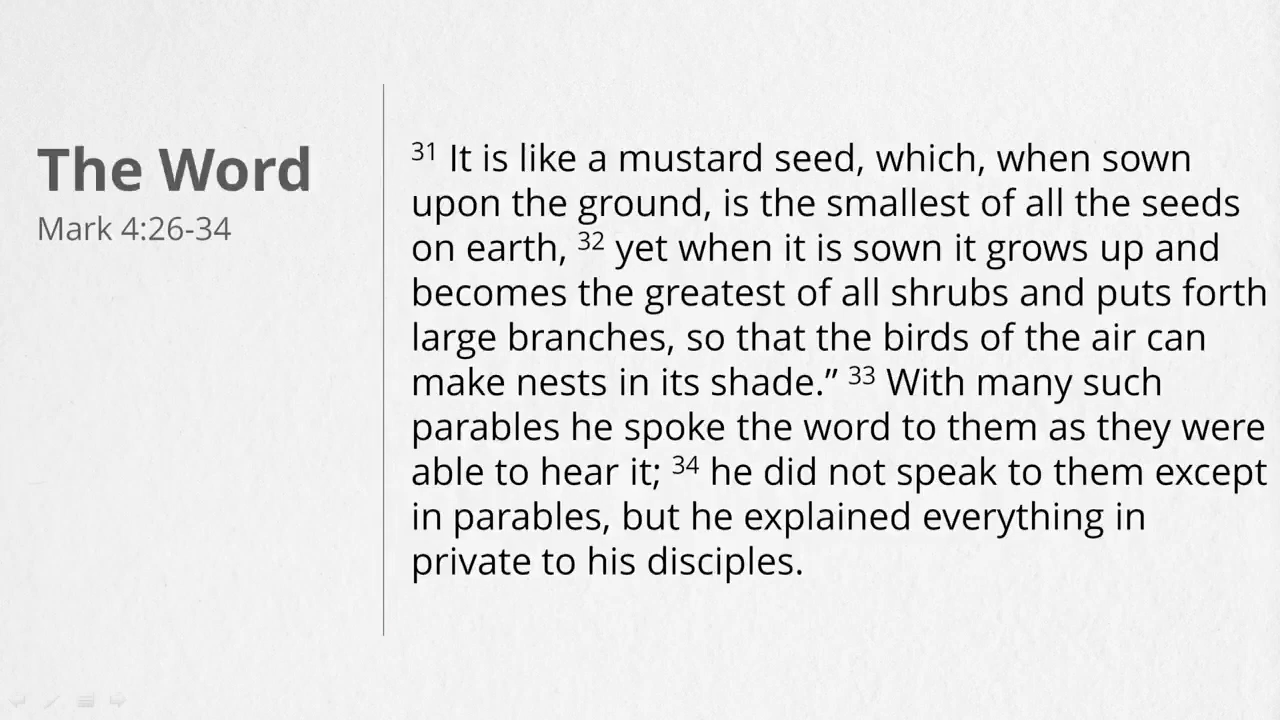 The Word
Mark 4:26-34
31 It is like a mustard seed, which, when sown
upon the ground, is the smallest of all the seeds
on earth, 32 yet when it is sown it grows up and
becomes the greatest of all shrubs and puts forth
large branches, so that the birds of the air can
make nests in its shade.” 33 With many such
parables he spoke the word to them as they were
able to hear it; 34 he did not speak to them except
in parables, but he explained everything in
private to his disciples.